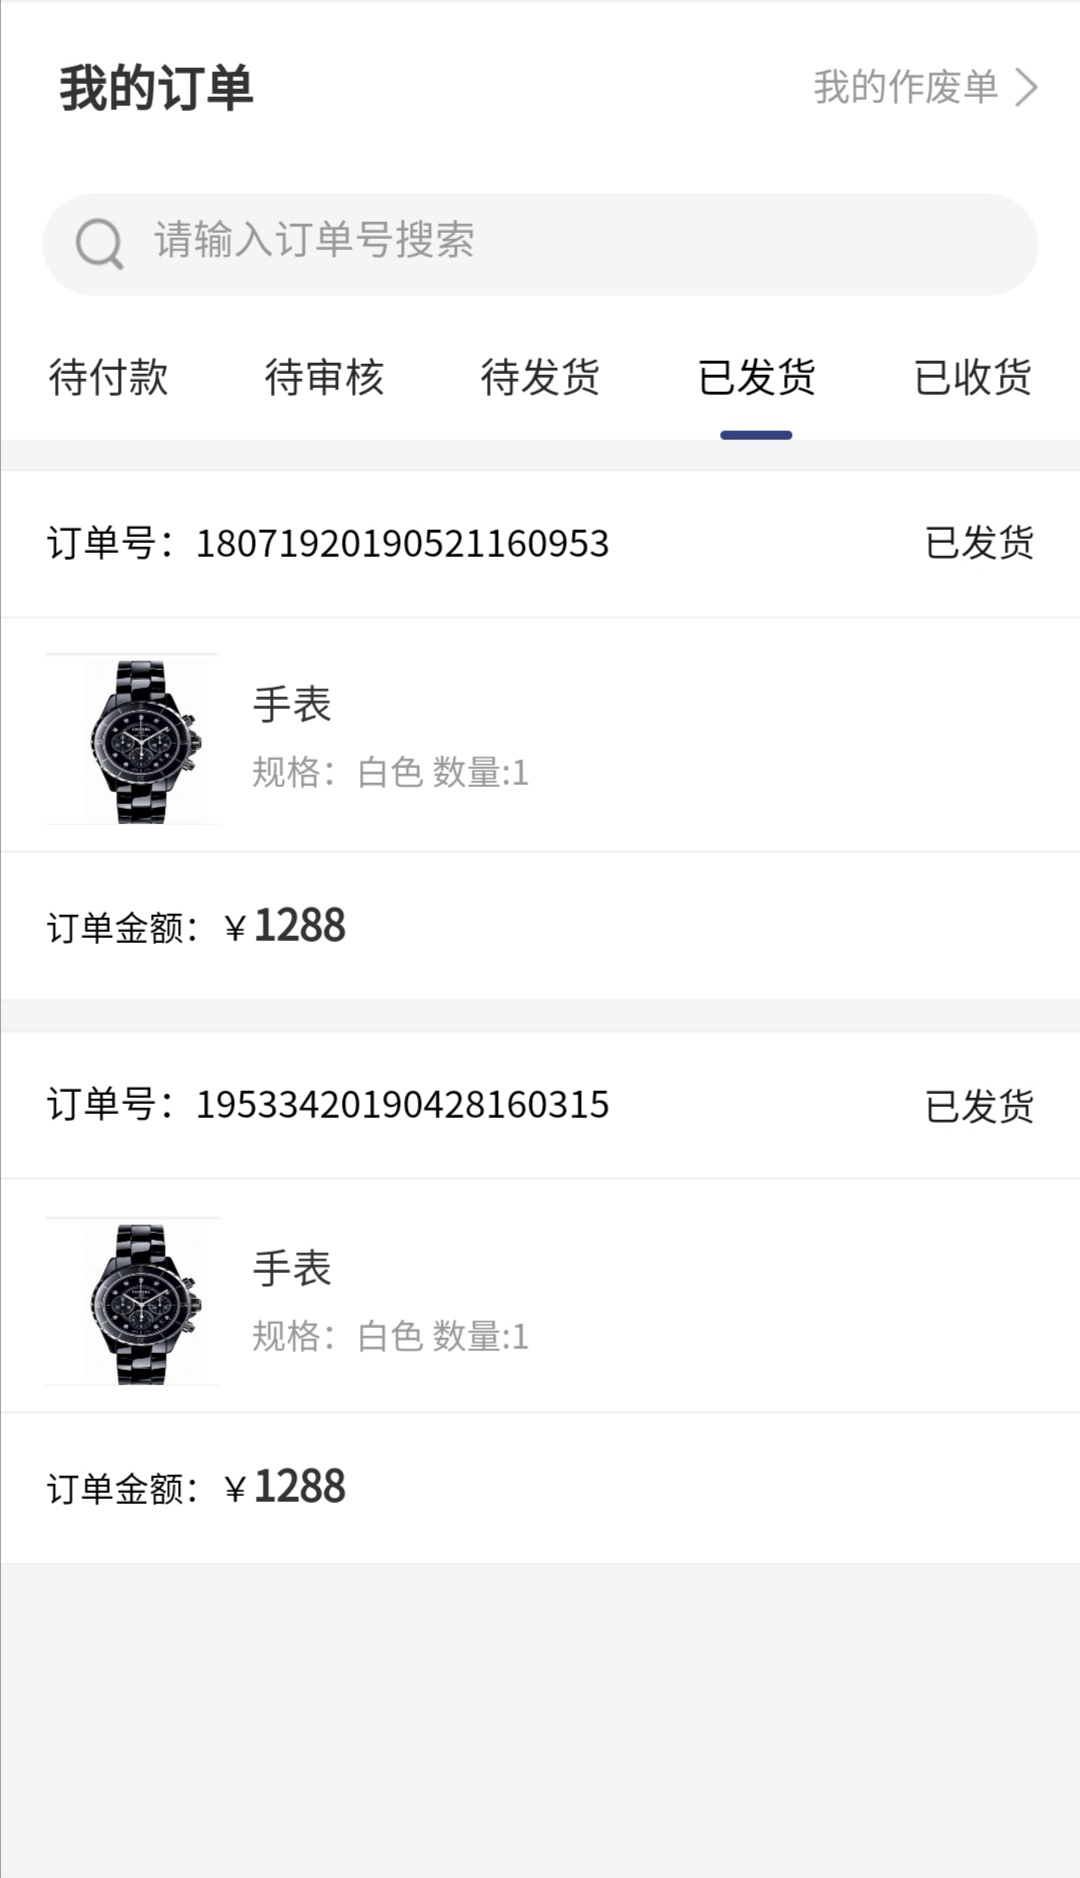 我的订单
我的作废单
请输入订单号搜索
待付款 待审核 待发货 已发货 已收货
订单号：18071920190521160953 已发货
手表
规格：白色 数量:1
订单金额：￥1288
订单号：19533420190428160315 已发货
手表
规格：白色 数量:1
订单金额：￥1288